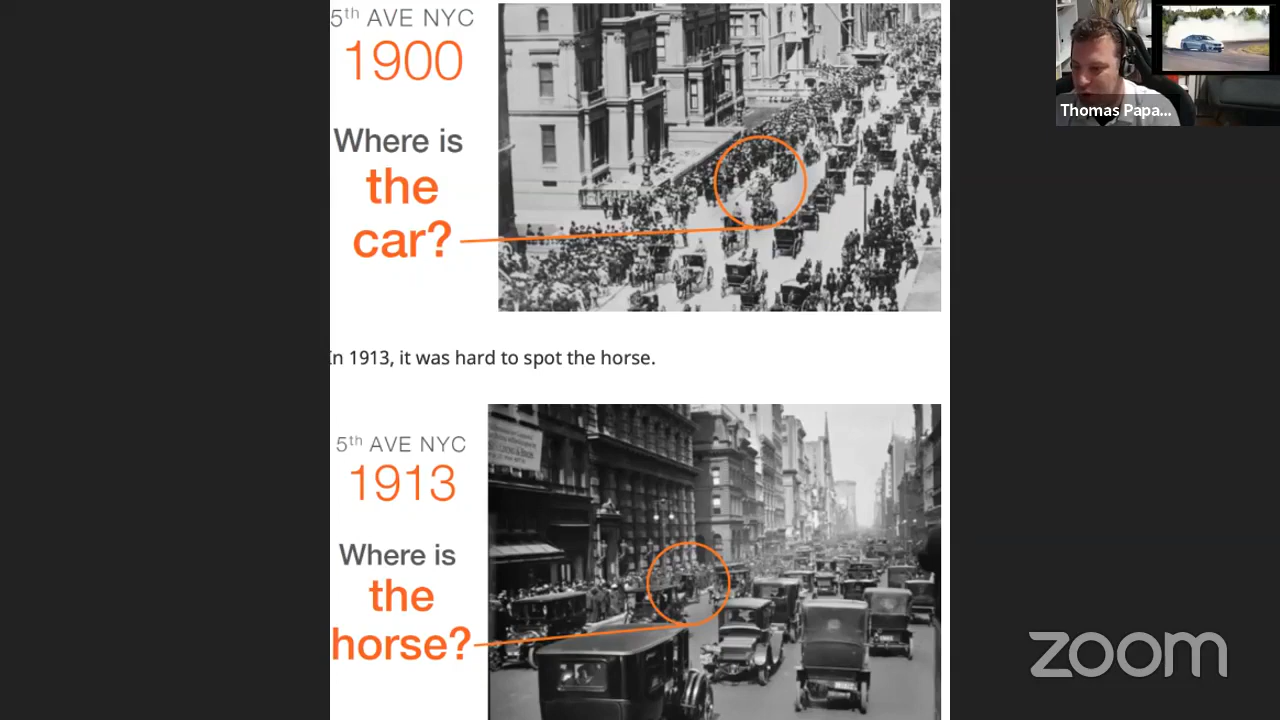 5th AVE NYC
1900
Where is
the
car?
In 1913, it was hard to spot the horse.
5th AVE NYC
1913
Where is
the
horse?
Thomas Papa...
zoom